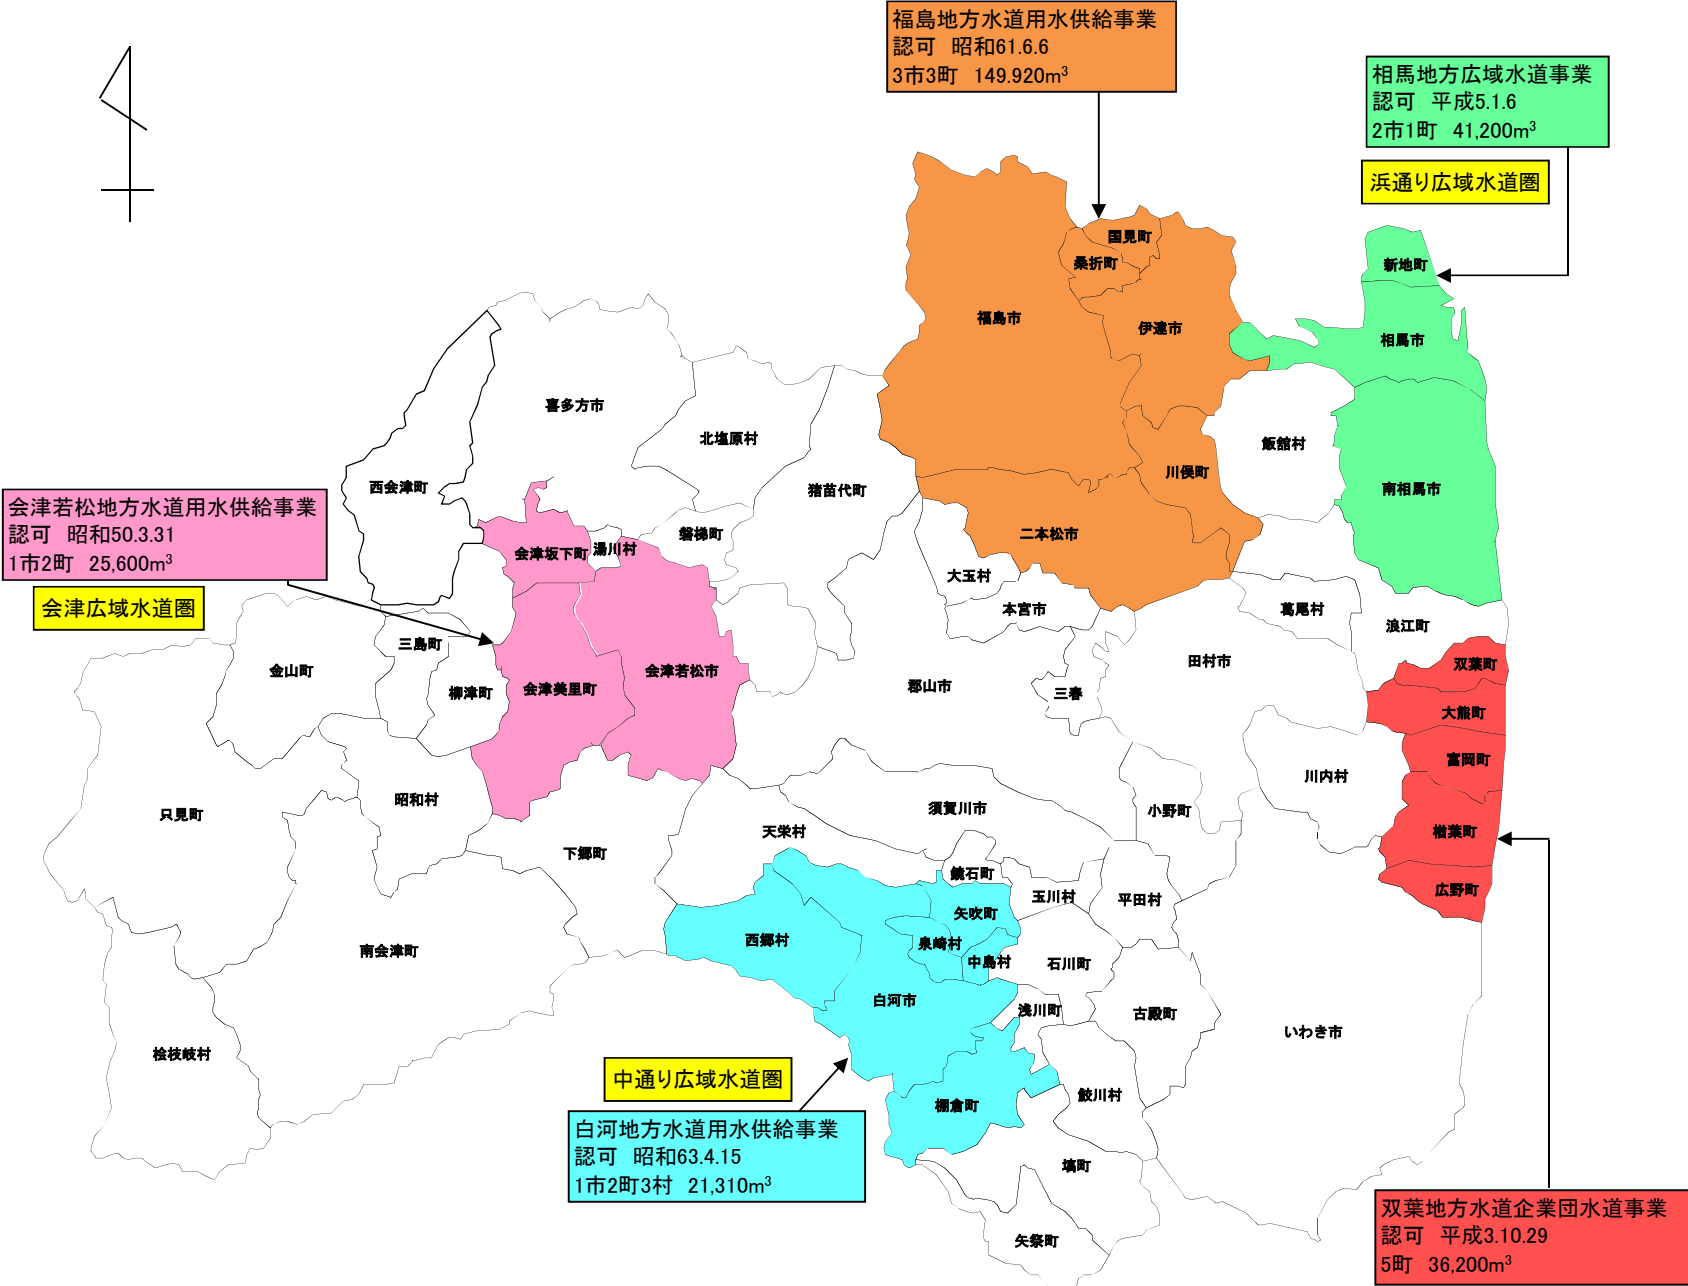 福島地方水道用水供給事業
認可 昭和61.6.6
3市3町 149.920m³
相馬地方広域水道事業
認可 平成5.1.6
2市1町 41,200m³
浜通り広域水道圏
国見町
桑折町
新地町
福島市
伊達市
相馬市
喜多方市
北塩原村
飯舘村
川俣町
西会津町
猪苗代町
南相馬市
会津若松地方水道用水供給事業
認可 昭和50.3.31
1市2町 25,600m³
会津広域水道圏
会津坂下町
湯川村
磐梯町
二本松市
大玉村
本宮市
葛尾村
浪江町
三島町
金山町
柳津町
会津美里町
会津若松市
郡山市
三春
田村市
双葉町
大熊町
富岡町
川内村
只見町
昭和村
下郷町
天栄村
須賀川市
小野町
楢葉町
鏡石町
玉川村
平田村
広野町
矢吹町
泉崎村
中島村
西郷村
南会津町
石川町
白河市
浅川町
古殿町
いわき市
桧枝岐村
中通り広域水道圏
棚倉町
鮫川村
白河地方水道用水供給事業
認可 昭和63.4.15
1市2町3村 21,310m³
塙町
矢祭町
双葉地方水道企業団水道事業
認可 平成3.10.29
5町 36,200m³